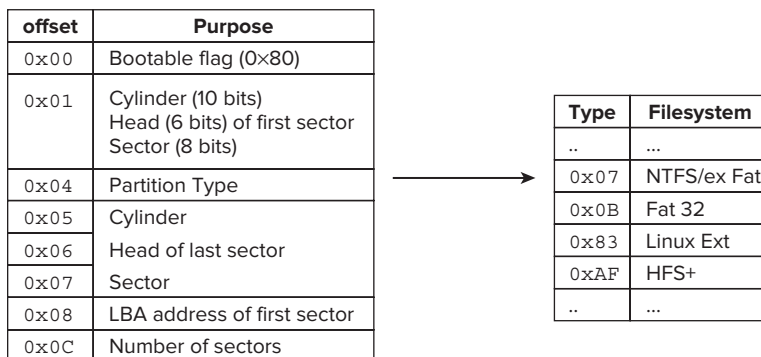 offset Purpose
0x00 Bootable flag (0×80)
0x01 Cylinder (10 bits)
Head (6 bits) of first sector
Sector (8 bits)
0x04 Partition Type
0x05 Cylinder
0x06 Head of last sector
0x07 Sector
0x08 LBA address of first sector
0x0C Number of sectors
Type Filesystem
.. ...
0x07 NTFS/ex Fat
0x0B Fat 32
0x83 Linux Ext
0xAF HFS+
.. ...